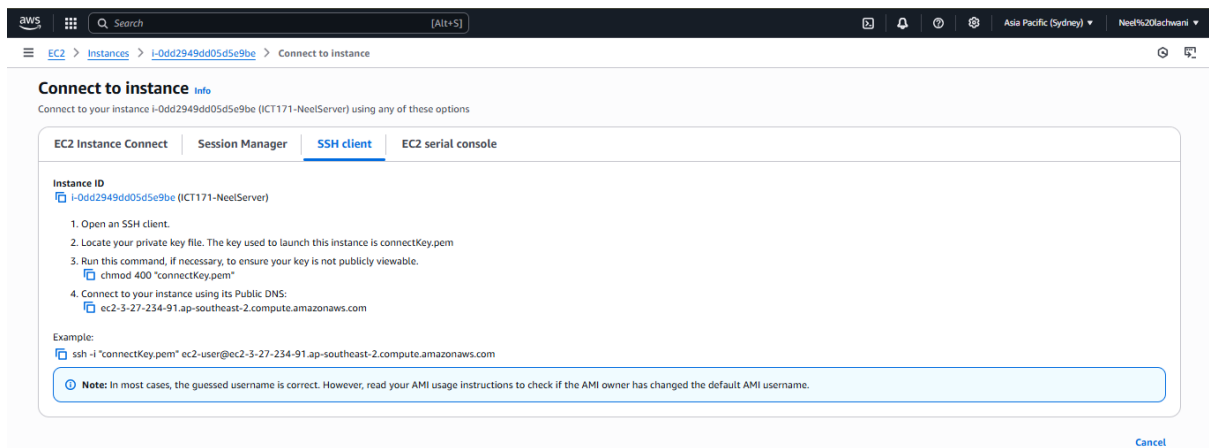 aws
Search [Alt+S]
Asia Pacific (Sydney) Neel%20lachwani
EC2 > Instances > i-0dd2949dd05d5e9be > Connect to instance
Connect to instance Info
Connect to your instance i-0dd2949dd05d5e9be (ICT171-NeelServer) using any of these options
EC2 Instance Connect Session Manager SSH client EC2 serial console
Instance ID
i-0dd2949dd05d5e9be (ICT171-NeelServer)
1. Open an SSH client.
2. Locate your private key file. The key used to launch this instance is connectKey.pem
3. Run this command, if necessary, to ensure your key is not publicly viewable.
chmod 400 "connectKey.pem"
4. Connect to your instance using its Public DNS:
ec2-3-27-234-91.ap-southeast-2.compute.amazonaws.com
Example:
ssh -i "connectKey.pem" ec2-user@ec2-3-27-234-91.ap-southeast-2.compute.amazonaws.com
Note: In most cases, the guessed username is correct. However, read your AMI usage instructions to check if the AMI owner has changed the default AMI username.
Cancel